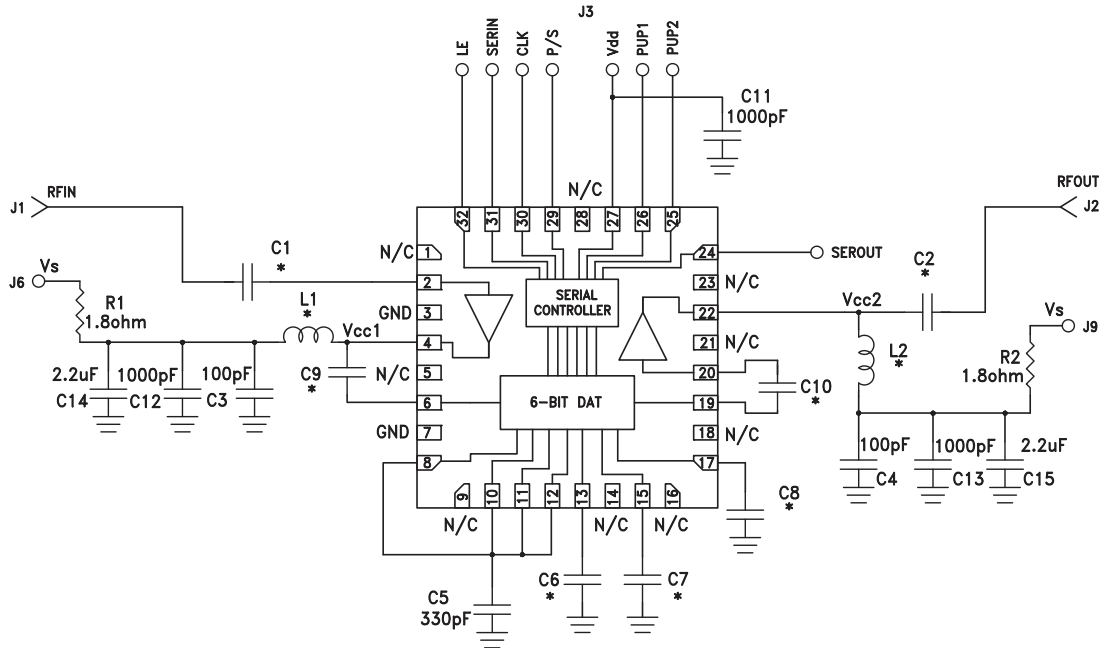 J3
LE
SERIN
CLK
P/S
Vdd
PUP1
PUP2
C11
1000pF
N/C
RFIN
J1
RFOUT
J2
32
31
30
29
28
27
26
25
C1
*
N/C
1
24
SEROUT
C2
*
Vs
J6
2
SERIAL
CONTROLLER
23
N/C
R1
1.8ohm
L1
*
GND
3
22
Vcc2
Vs
J9
Vcc1
4
21
N/C
L2
*
R2
1.8ohm
2.2uF
C14
1000pF
C12
100pF
C3
C9
*
N/C
5
20
C10
*
6
6-BIT DAT
19
GND
7
18
N/C
8
17
100pF
C4
1000pF
C13
2.2uF
C15
9
10
11
12
13
14
15
16
C8
*
N/C
N/C
N/C
C5
330pF
C6
*
C7
*